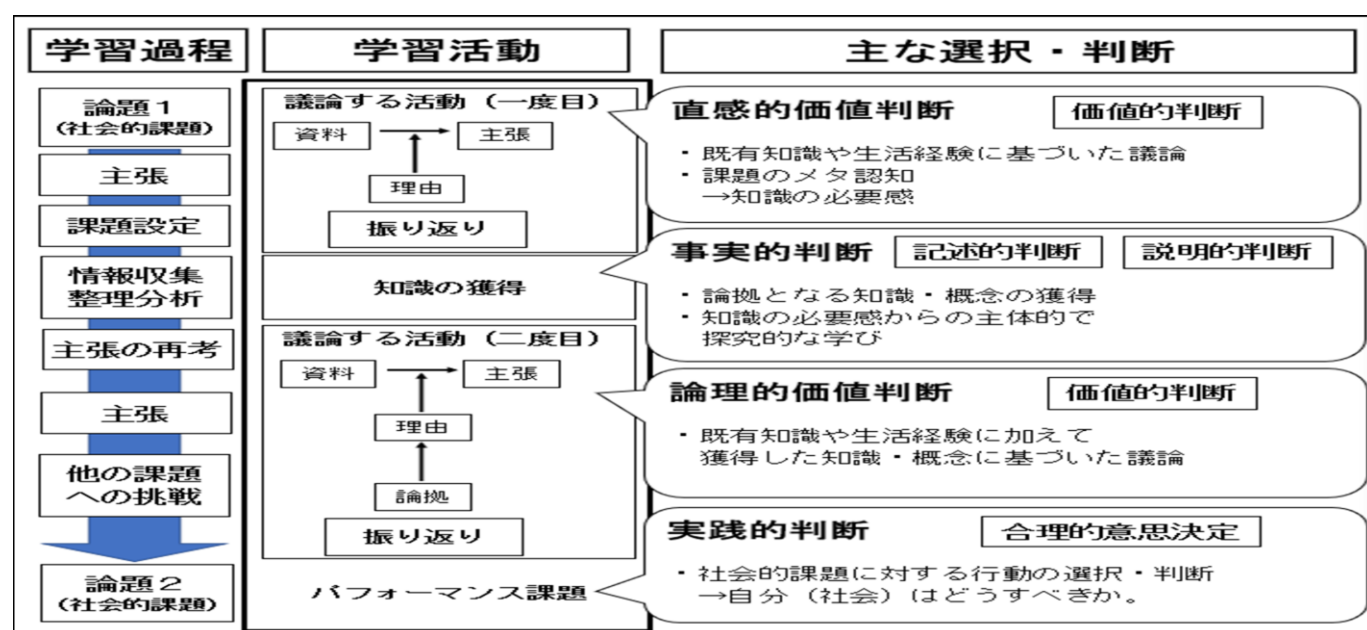 学習過程
学習活動
主な選択・判断
論題1
(社会的課題)
主張
課題設定
情報収集
整理分析
主張の再考
主張
他の課題
への挑戦
論題2
(社会的課題)
議論する活動（一度目）
資料
主張
理由
振り返り
知識の獲得
議論する活動（二度目）
資料
主張
理由
論拠
振り返り
パフォーマンス課題
直感的価値判断
価値的判断
・既有知識や生活経験に基づいた議論
・課題のメタ認知
→知識の必要感
事実的判断
記述的判断
説明的判断
・論拠となる知識・概念の獲得
・知識の必要感からの主体的で
探究的な学び
論理的価値判断
価値的判断
・既有知識や生活経験に加えて
獲得した知識・概念に基づいた議論
実践的判断
合理的意思決定
・社会的課題に対する行動の選択・判断
→自分（社会）はどうすべきか。